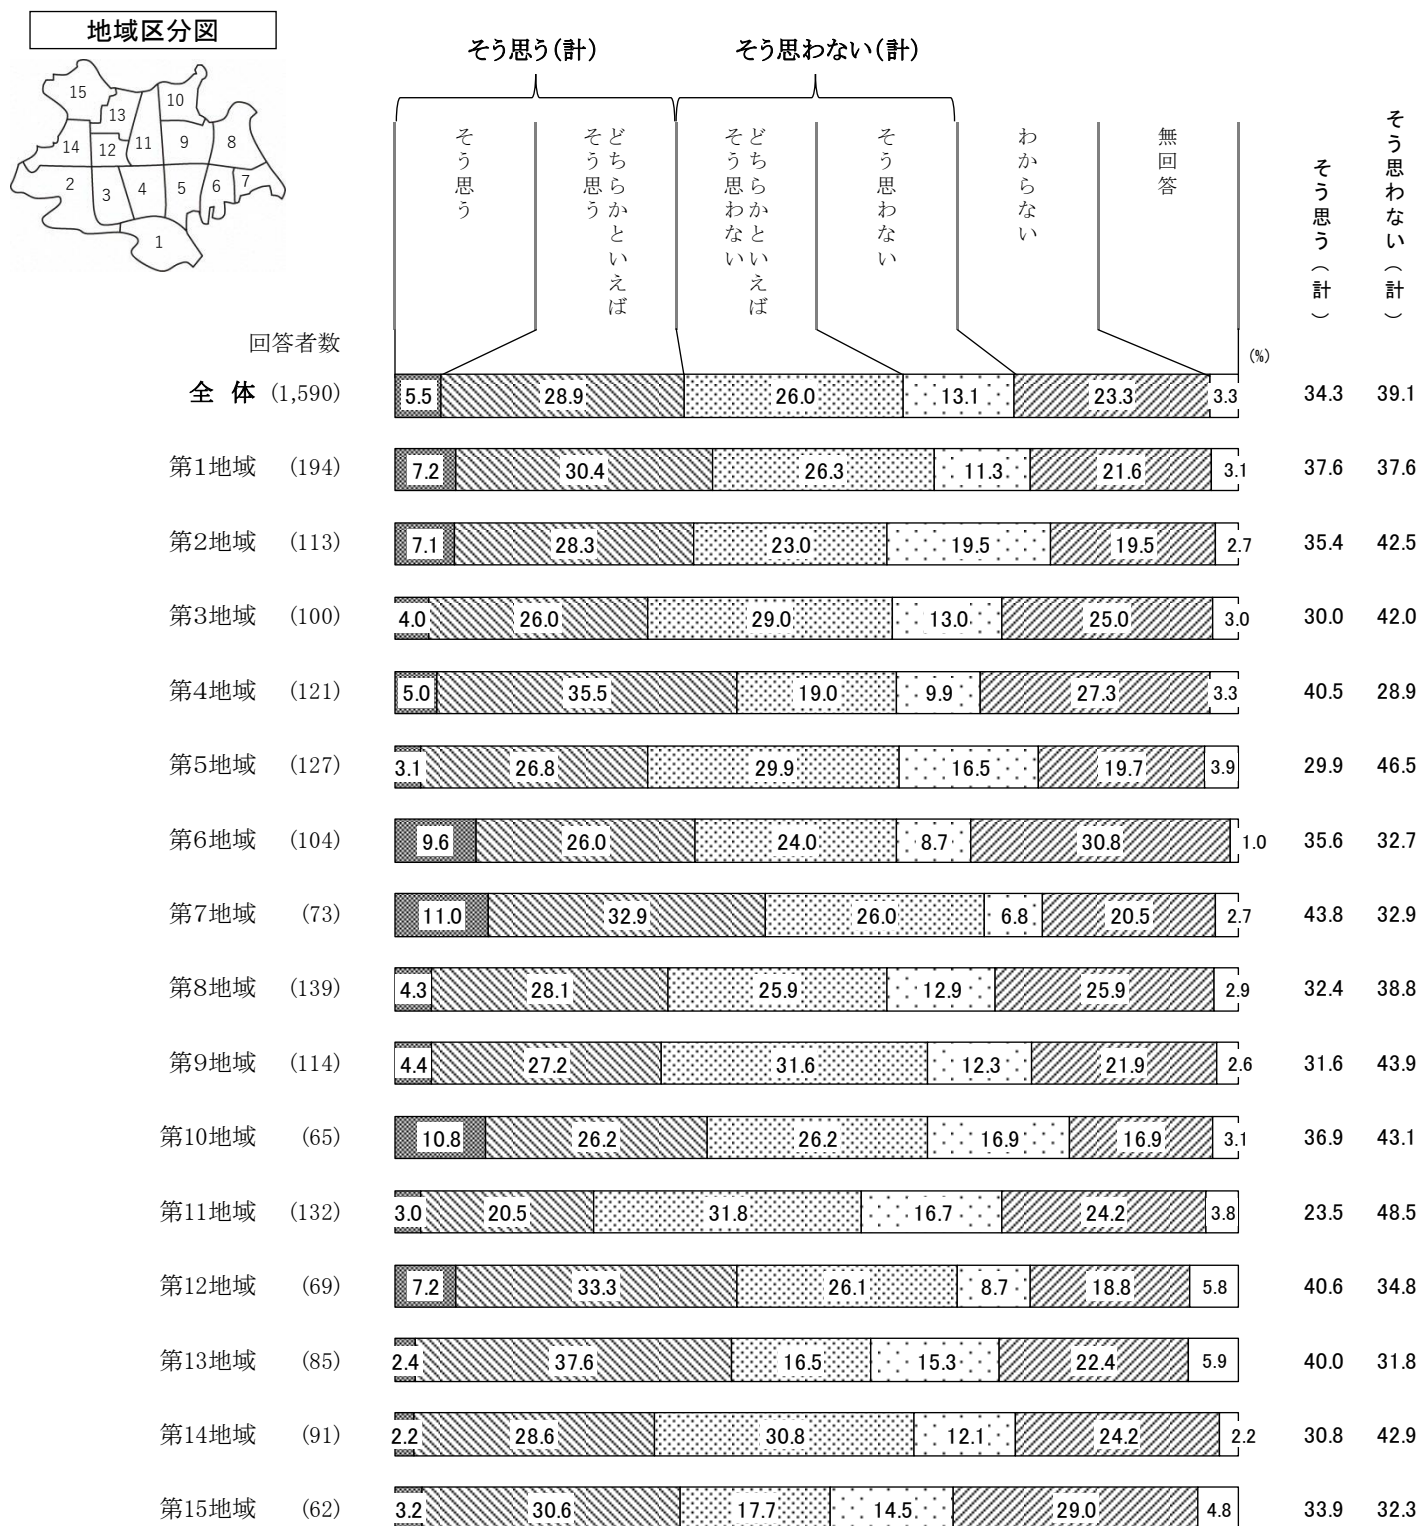 地域区分図
15
13
10
14
12
11
9
8
2
3
4
5
6
7
1
そう思う(計)
そう思わない(計)
そう思う
どちらかといえば
そう思う
どちらかといえば
そう思わない
そう思わない
わからない
無回答
そう思う(計)
そう思わない(計)
回答者数
(%)
全 体 (1,590) 5.5 28.9 26.0 13.1 23.3 3.3 34.3 39.1
第1地域 (194) 7.2 30.4 26.3 11.3 21.6 3.1 37.6 37.6
第2地域 (113) 7.1 28.3 23.0 19.5 19.5 2.7 35.4 42.5
第3地域 (100) 4.0 26.0 29.0 13.0 25.0 3.0 30.0 42.0
第4地域 (121) 5.0 35.5 19.0 9.9 27.3 3.3 40.5 28.9
第5地域 (127) 3.1 26.8 29.9 16.5 19.7 3.9 29.9 46.5
第6地域 (104) 9.6 26.0 24.0 8.7 30.8 1.0 35.6 32.7
第7地域 (73) 11.0 32.9 26.0 6.8 20.5 2.7 43.8 32.9
第8地域 (139) 4.3 28.1 25.9 12.9 25.9 2.9 32.4 38.8
第9地域 (114) 4.4 27.2 31.6 12.3 21.9 2.6 31.6 43.9
第10地域 (65) 10.8 26.2 26.2 16.9 16.9 3.1 36.9 43.1
第11地域 (132) 3.0 20.5 31.8 16.7 24.2 3.8 23.5 48.5
第12地域 (69) 7.2 33.3 26.1 8.7 18.8 5.8 40.6 34.8
第13地域 (85) 2.4 37.6 16.5 15.3 22.4 5.9 40.0 31.8
第14地域 (91) 2.2 28.6 30.8 12.1 24.2 2.2 30.8 42.9
第15地域 (62) 3.2 30.6 17.7 14.5 29.0 4.8 33.9 32.3